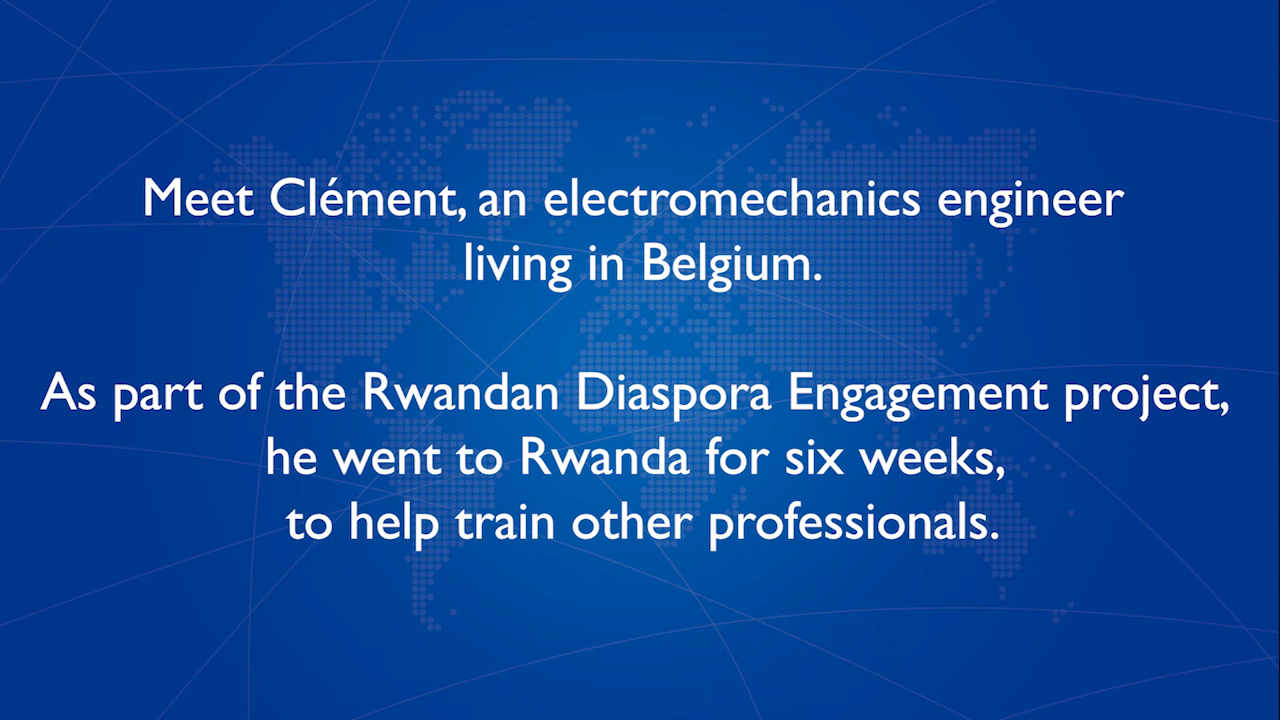 Meet Clément, an electromechanics engineer
living in Belgium.
As part of the Rwandan Diaspora Engagement project,
he went to Rwanda for six weeks,
to help train other professionals.